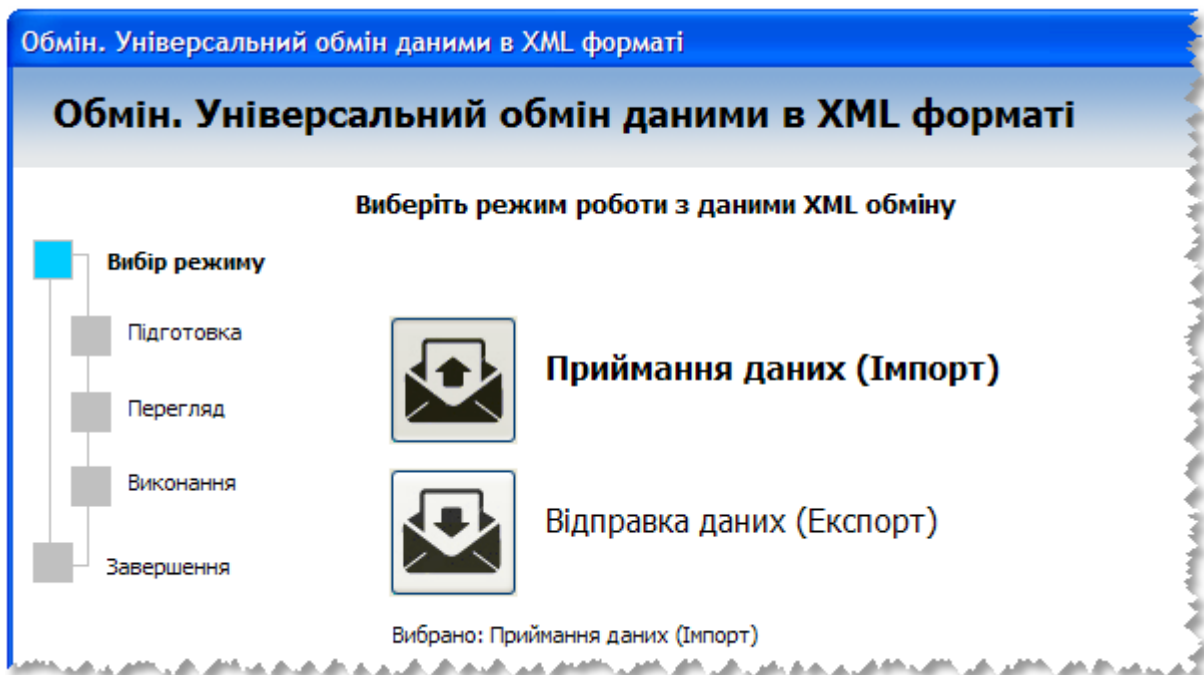 Обмін. Універсальний обмін даними в XML форматі
Обмін. Універсальний обмін даними в XML форматі
Виберіть режим роботи з даними XML обміну
Вибір режиму
Підготовка
Перегляд
Виконання
Завершення
Приймання даних (Імпорт)
Відправка даних (Експорт)
Вибрано: Приймання даних (Імпорт)